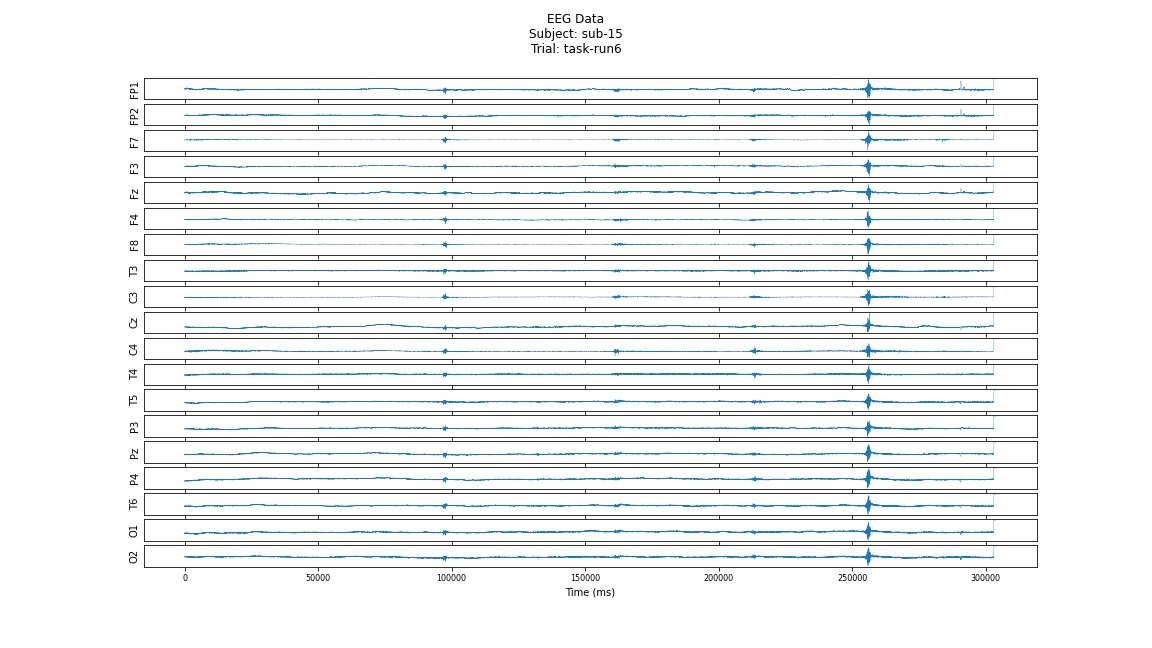 EEG Data
Subject: sub-15
Trial: task-run6
FP1
FP2
F7
F3
Fz
F4
F8
T3
C3
Cz
C4
T4
T5
P3
Pz
P4
T6
O1
O2
0 50000 100000 150000 200000 250000 300000
Time (ms)